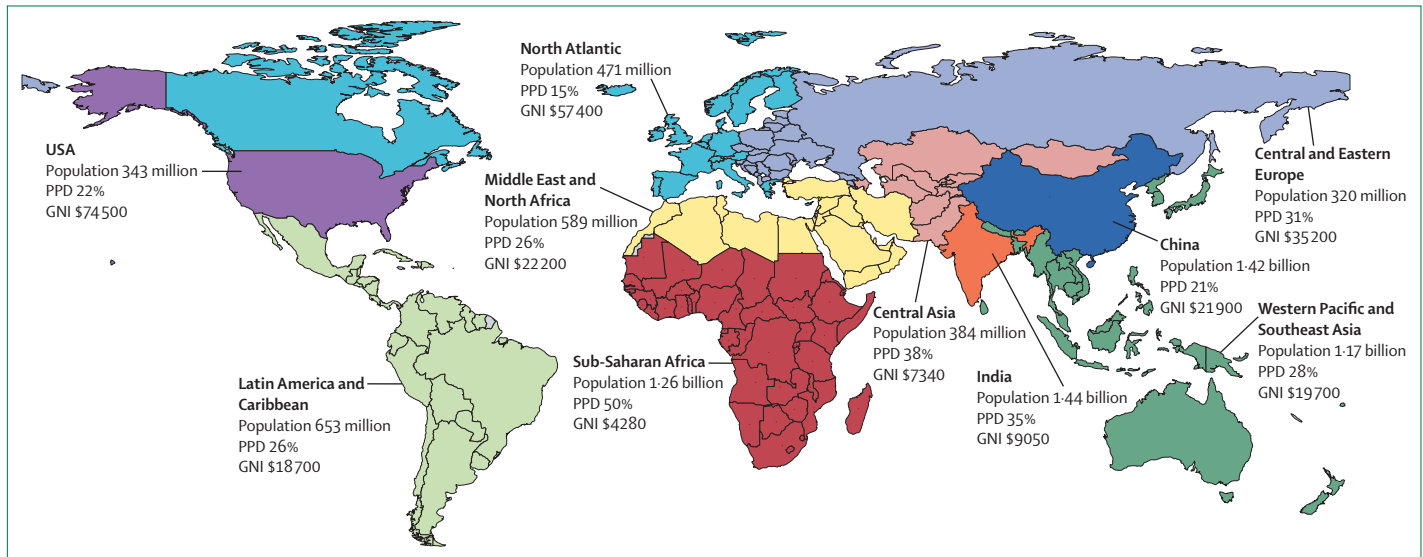 North Atlantic
Population 471 million
PPD 15%
GNI $57 400
USA
Population 343 million
PPD 22%
GNI $74 500
Middle East and
North Africa
Population 589 million
PPD 26%
GNI $22 200
Central and Eastern
Europe
Population 320 million
PPD 31%
GNI $35 200
China
Population 1·42 billion
PPD 21%
GNI $21 900
Western Pacific and
Southeast Asia
Population 1·17 billion
PPD 28%
GNI $19 700
Central Asia
Population 384 million
PPD 38%
GNI $7340
India
Population 1·44 billion
PPD 35%
GNI $9050
Sub-Saharan Africa
Population 1·26 billion
PPD 50%
GNI $4280
Latin America and
Caribbean
Population 653 million
PPD 26%
GNI $18 700